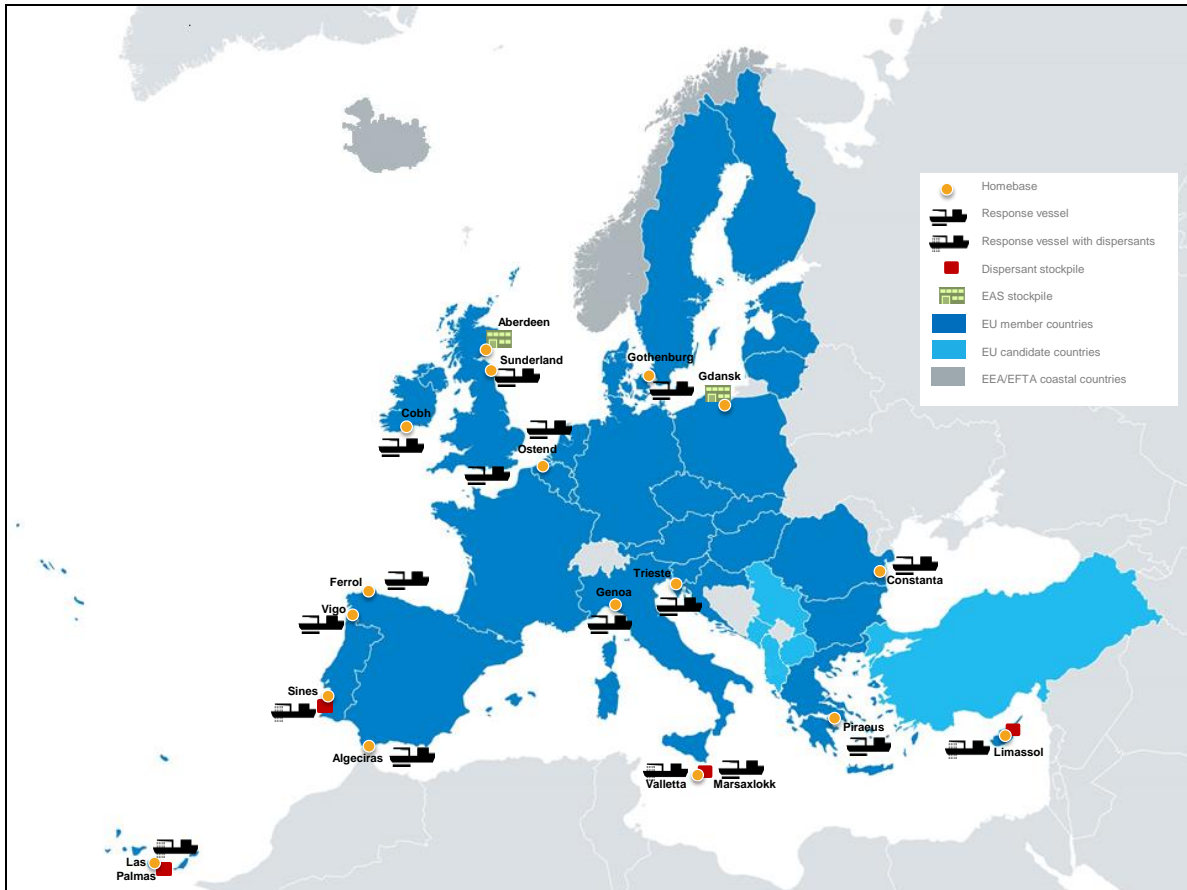 Homebase
Response vessel
Response vessel with dispersants
Dispersant stockpile
EAS stockpile
EU member countries
EU candidate countries
EEA/EFTA coastal countries
Aberdeen
Sunderland
Gothenburg
Gdansk
Cobh
Ostend
Ferrol
Trieste
Constanta
Genoa
Vigo
Sines
Piraeus
Algeciras
Limassol
Valletta
Marsaxlokk
Las
Palmas